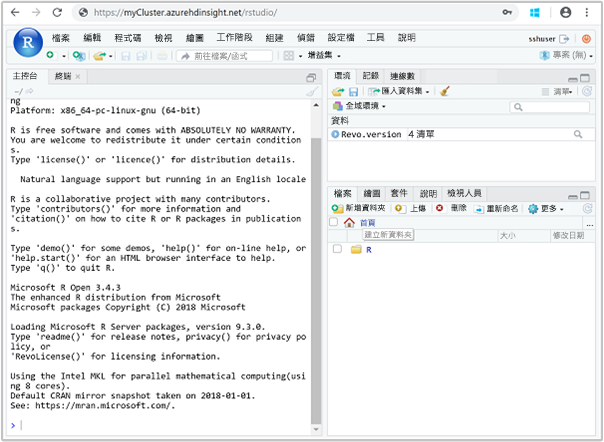 https://myCluster.azurehdinsight.net/rstudio/
R 檔案 編輯 程式碼 檢視 繪圖 工作階段 組建 偵錯 設定檔 工具 說明 sshuser
前往檔案/函式 增益集 專案 (無)
主控台 終端
~/
ng
Platform: x86_64-pc-linux-gnu (64-bit)
R is free software and comes with ABSOLUTELY NO WARRANTY.
You are welcome to redistribute it under certain condition
s.
Type 'license()' or 'licence()' for distribution details.
Natural language support but running in an English locale
R is a collaborative project with many contributors.
Type 'contributors()' for more information and
'citation()' on how to cite R or R packages in publication
s.
Type 'demo()' for some demos, 'help()' for on-line help, or
'help.start()' for an HTML browser interface to help.
Type 'q()' to quit R.
Microsoft R Open 3.4.3
The enhanced R distribution from Microsoft
Microsoft packages Copyright (C) 2018 Microsoft
Loading Microsoft R Server packages, version 9.3.0.
Type 'readme()' for release notes, privacy() for privacy po
licy, or
'RevoLicense()' for licensing information.
Using the Intel MKL for parallel mathematical computing(usi
ng 8 cores).
Default CRAN mirror snapshot taken on 2018-01-01.
See: https://mran.microsoft.com/.
>
環境 記錄 連線數
匯入資料集 清單
全域環境
資料
Revo.version 4 清單
檔案 繪圖 套件 說明 檢視人員
新增資料夾 上傳 刪除 重新命名 更多
首頁 ...
建立新資料夾 大小 修改日期
R